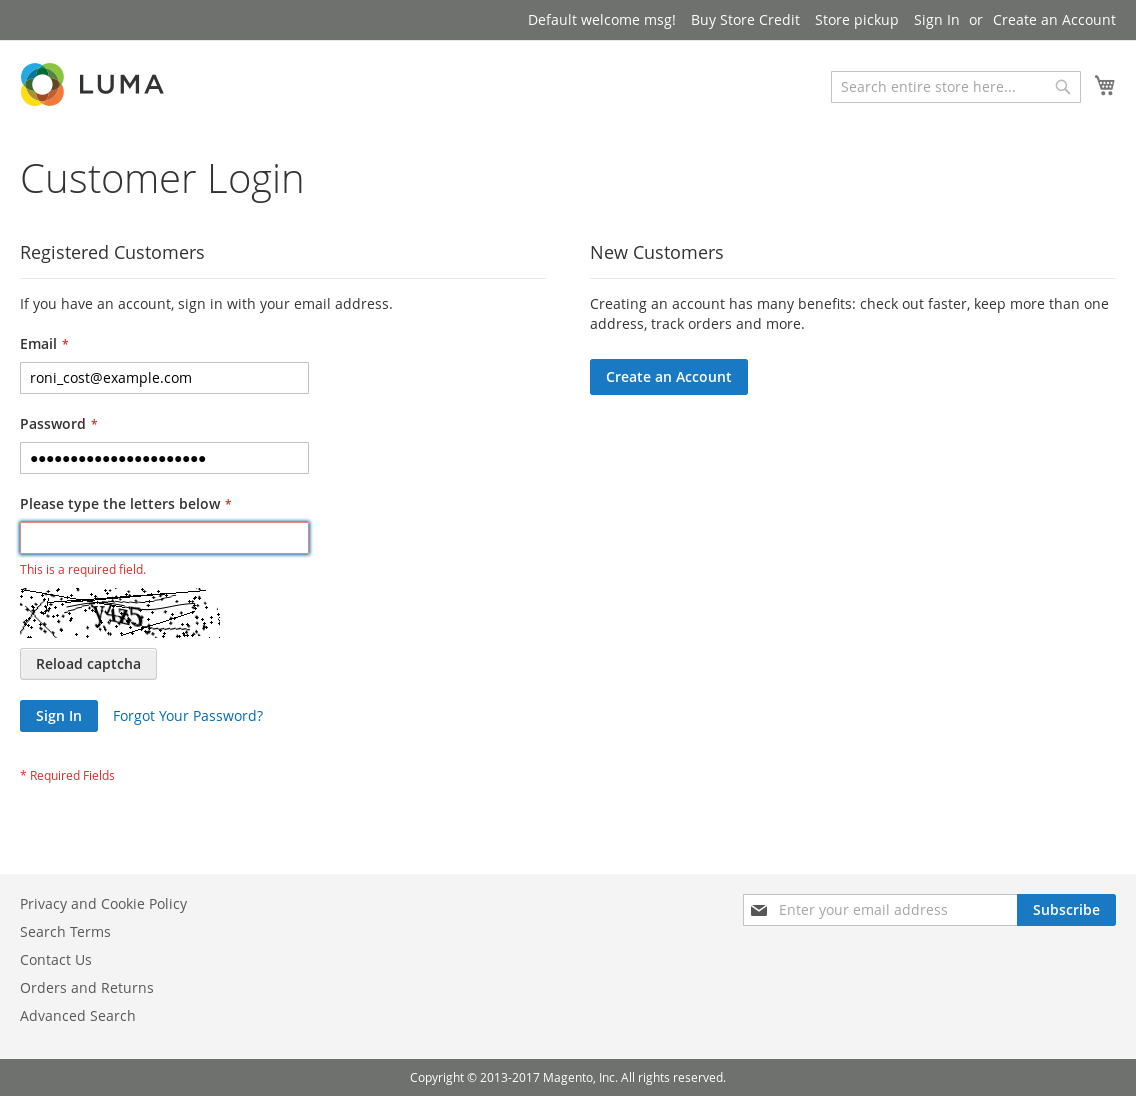 Default welcome msg! Buy Store Credit Store pickup Sign In or Create an Account
LUMA
Search entire store here...
Customer Login
Registered Customers
If you have an account, sign in with your email address.
Email *
roni_cost@example.com
Password *
●●●●●●●●●●●●●●●●●●●●●●
Please type the letters below *
This is a required field.
Reload captcha
Sign In Forgot Your Password?
* Required Fields
New Customers
Creating an account has many benefits: check out faster, keep more than one
address, track orders and more.
Create an Account
Privacy and Cookie Policy
Search Terms
Contact Us
Orders and Returns
Advanced Search
Enter your email address Subscribe
Copyright © 2013-2017 Magento, Inc. All rights reserved.